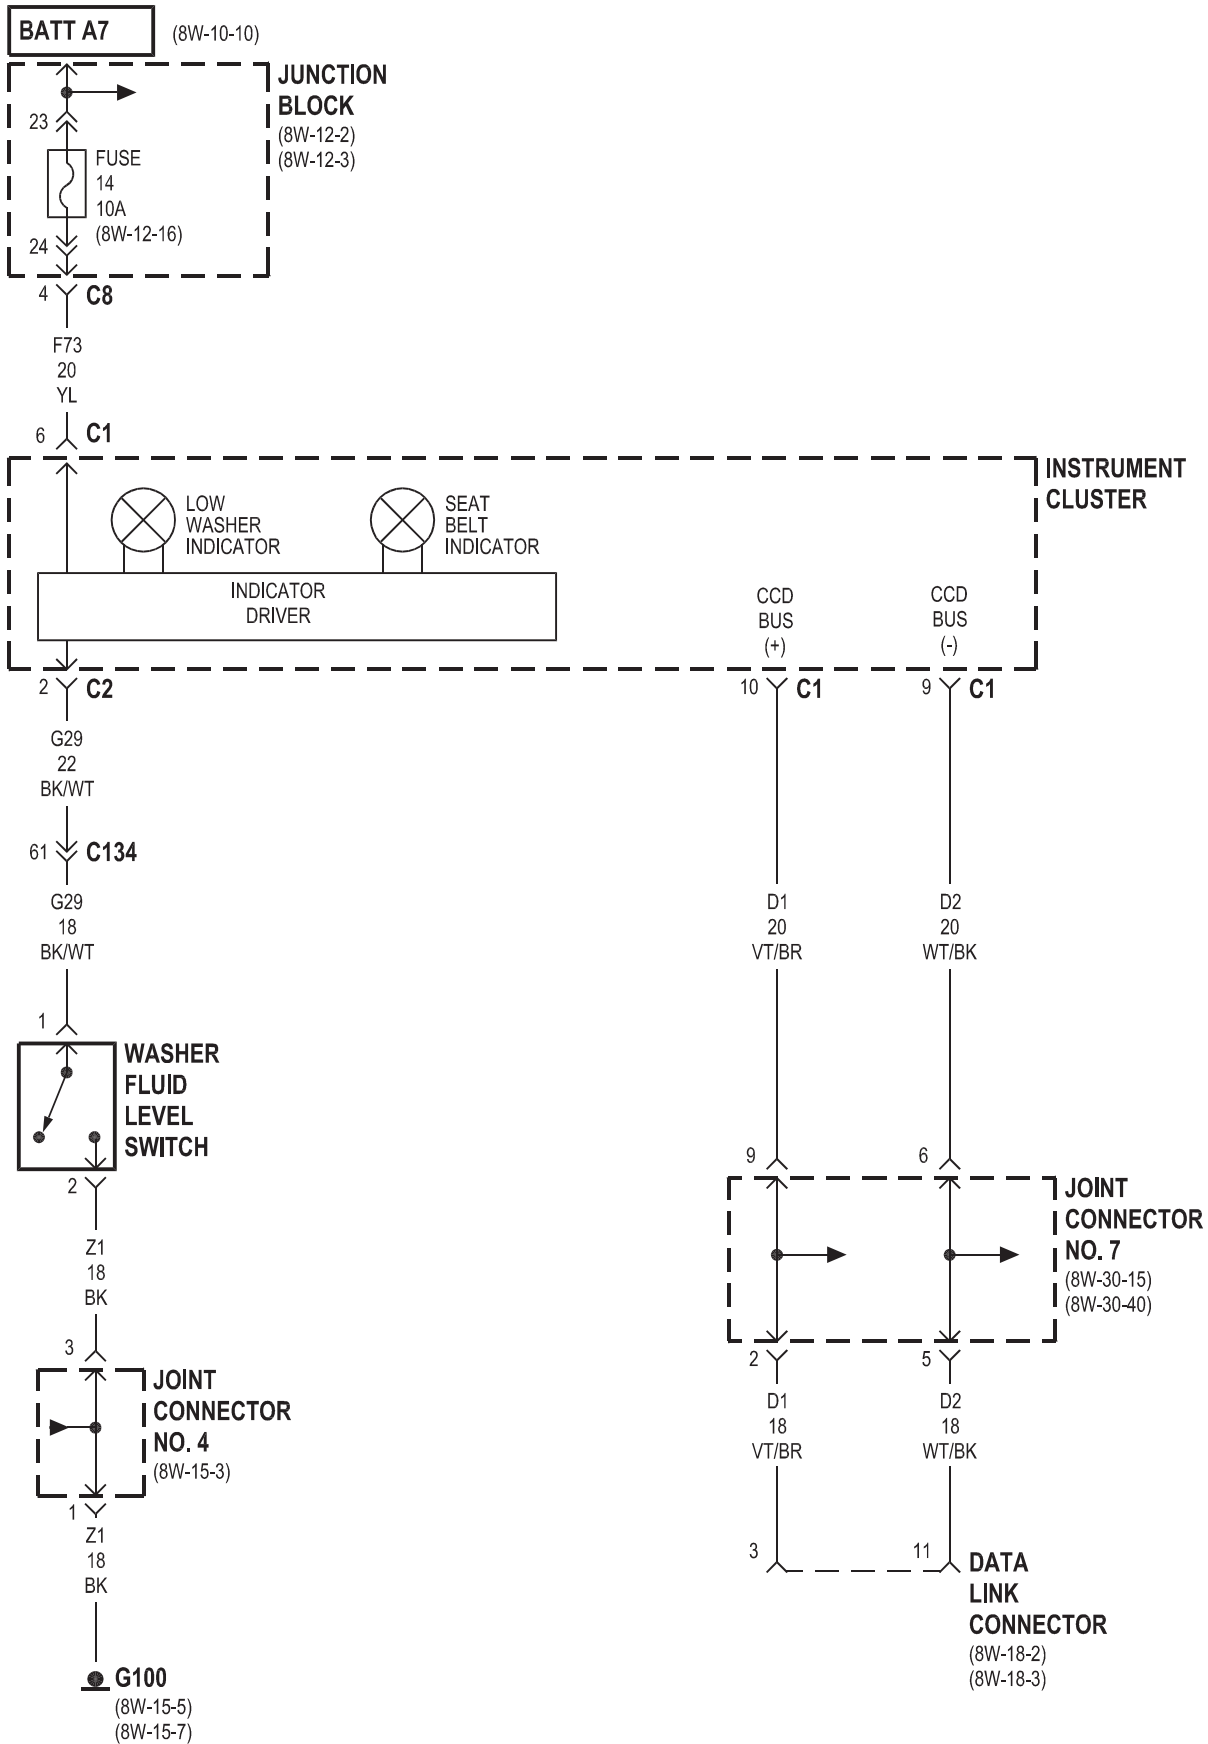 BATT A7
(8W-10-10)
JUNCTION
BLOCK
(8W-12-2)
(8W-12-3)
23
FUSE
14
10A
(8W-12-16)
24
4
C8
F73
20
YL
6
C1
INSTRUMENT
CLUSTER
LOW
WASHER
INDICATOR
SEAT
BELT
INDICATOR
INDICATOR
DRIVER
CCD
BUS
(+)
CCD
BUS
(-)
2
C2
10
C1
9
C1
G29
22
BK/WT
61
C134
G29
18
BK/WT
D1
20
VT/BR
D2
20
WT/BK
1
WASHER
FLUID
LEVEL
SWITCH
2
9
6
JOINT
CONNECTOR
NO. 7
(8W-30-15)
(8W-30-40)
Z1
18
BK
3
2
5
JOINT
CONNECTOR
NO. 4
(8W-15-3)
D1
18
VT/BR
D2
18
WT/BK
1
Z1
18
BK
3
11
DATA
LINK
CONNECTOR
(8W-18-2)
(8W-18-3)
G100
(8W-15-5)
(8W-15-7)